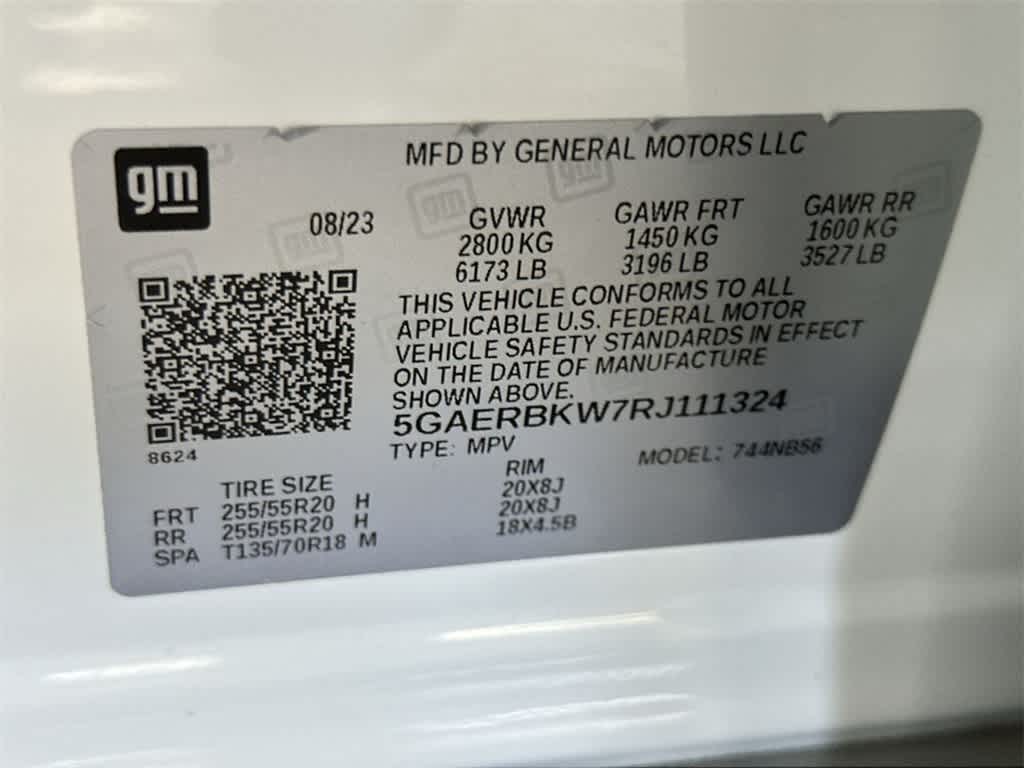 gm
MFD BY GENERAL MOTORS LLC
08/23
GVWR GAWR FRT GAWR RR
2800 KG 1450 KG 1600 KG
6173 LB 3196 LB 3527 LB
THIS VEHICLE CONFORMS TO ALL
APPLICABLE U.S. FEDERAL MOTOR
VEHICLE SAFETY STANDARDS IN EFFECT
ON THE DATE OF MANUFACTURE
SHOWN ABOVE.
5GAERBKW7RJ111324
8624
TYPE: MPV MODEL: 744NB56
TIRE SIZE RIM
FRT 255/55R20 H 20X8J
RR 255/55R20 H 20X8J
SPA T135/70R18 M 18X4.5B